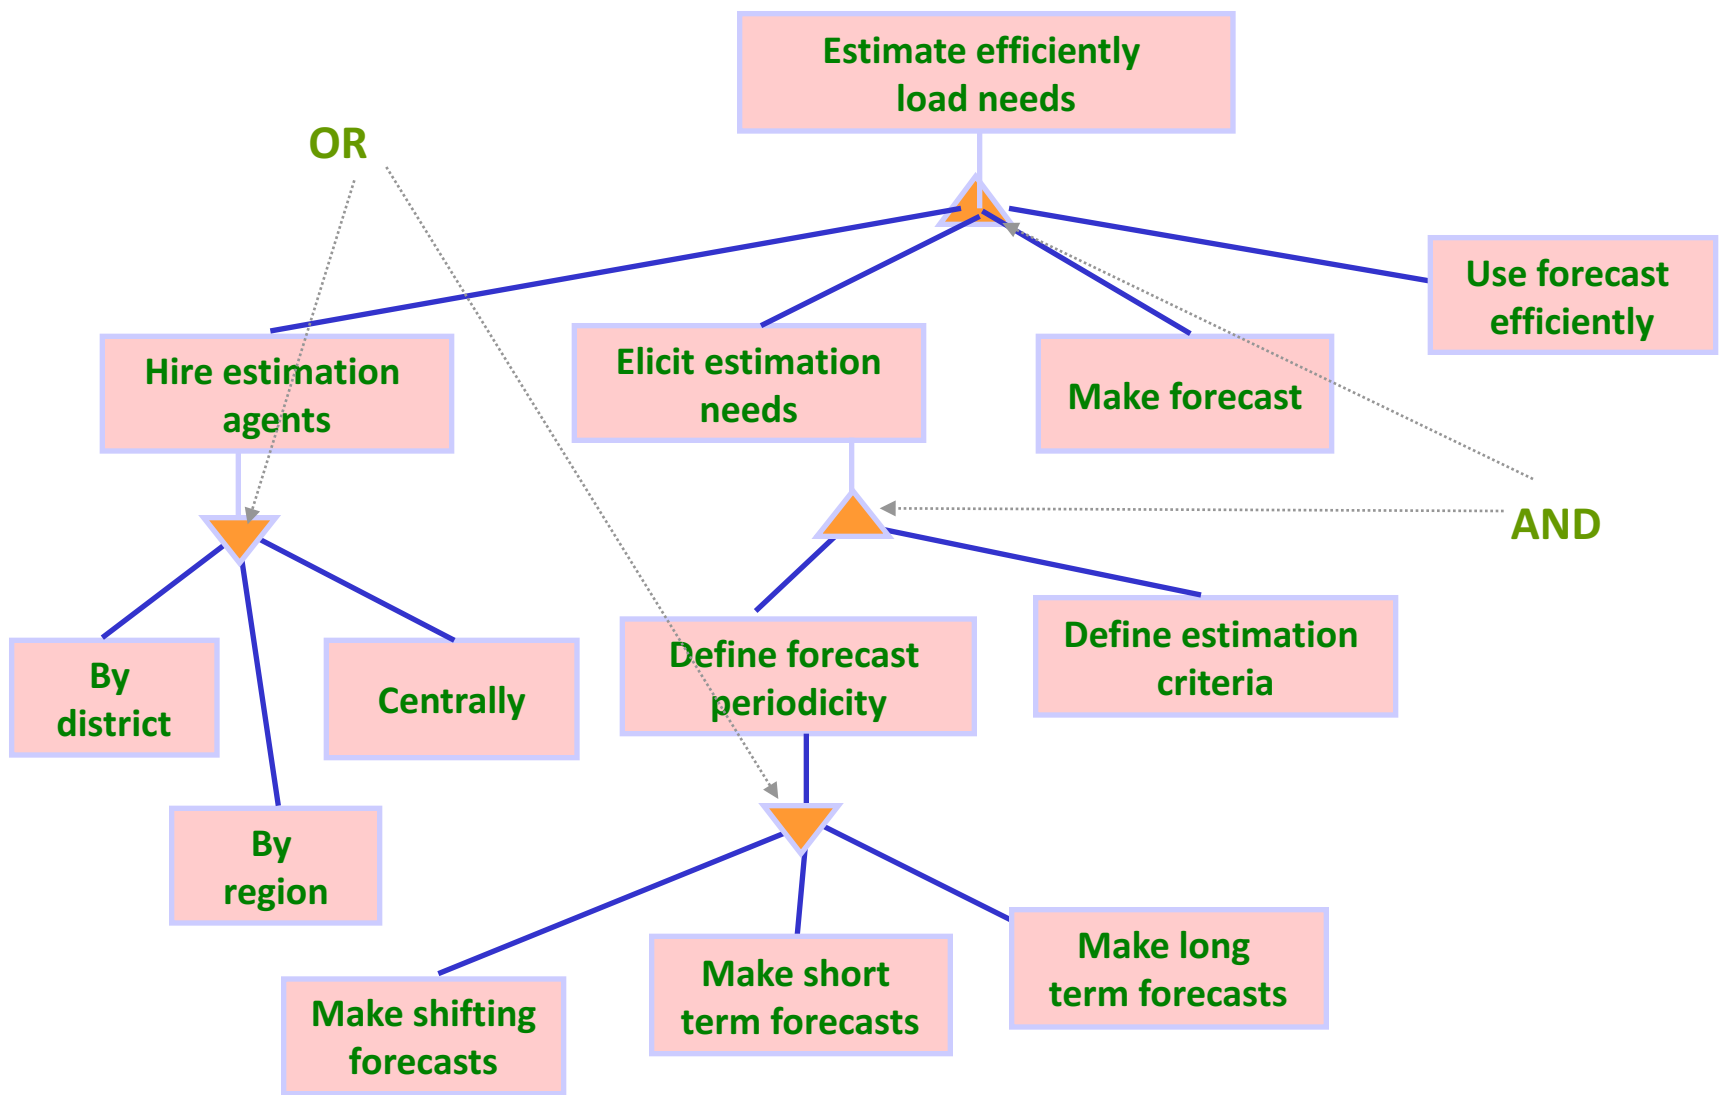 Estimate efficiently
load needs
OR
Use forecast
efficiently
Hire estimation
agents
Elicit estimation
needs
Make forecast
AND
By
district
Centrally
Define forecast
periodicity
Define estimation
criteria
By
region
Make shifting
forecasts
Make short
term forecasts
Make long
term forecasts